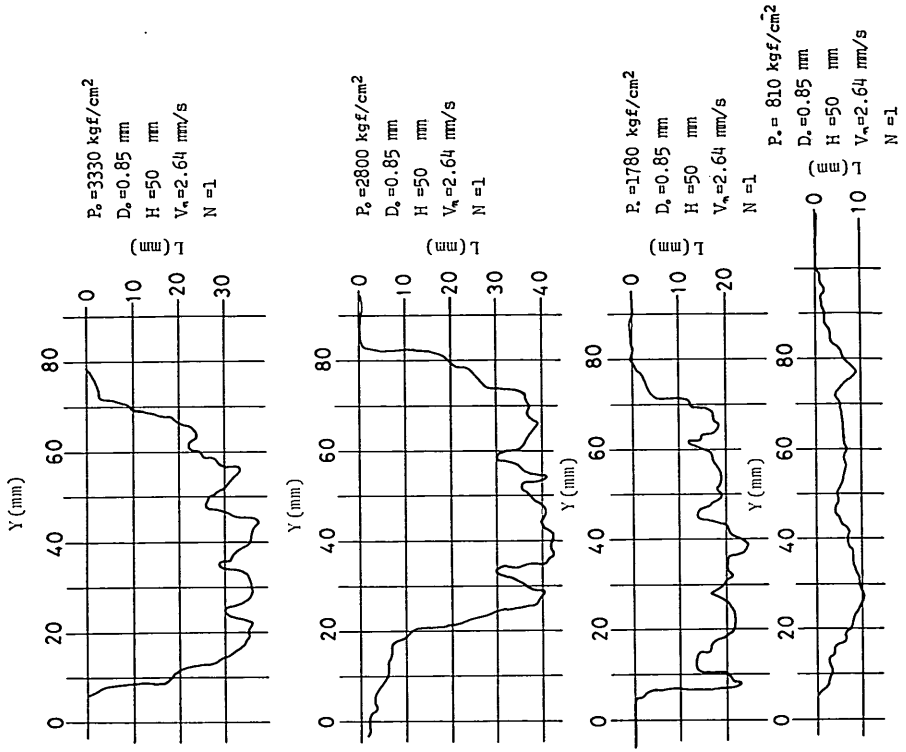 Y(mm)
0 20 40 60 80
0
10
20
30
L(mm)
P₀=3330 kgf/cm²
D₀=0.85 mm
H =50 mm
Vₙ=2.64 mm/s
N =1
Y(mm)
0 20 40 60 80
0
10
20
30
40
L(mm)
P₀=2800 kgf/cm²
D₀=0.85 mm
H =50 mm
Vₙ=2.64 mm/s
N =1
Y(mm)
0 20 40 60 80
0
10
20
L(mm)
P₀=1780 kgf/cm²
D₀=0.85 mm
H =50 mm
Vₙ=2.64 mm/s
N =1
Y(mm)
0 20 40 60 80
0
10
L(mm)
P₀= 810 kgf/cm²
D₀=0.85 mm
H =50 mm
Vₙ=2.64 mm/s
N =1